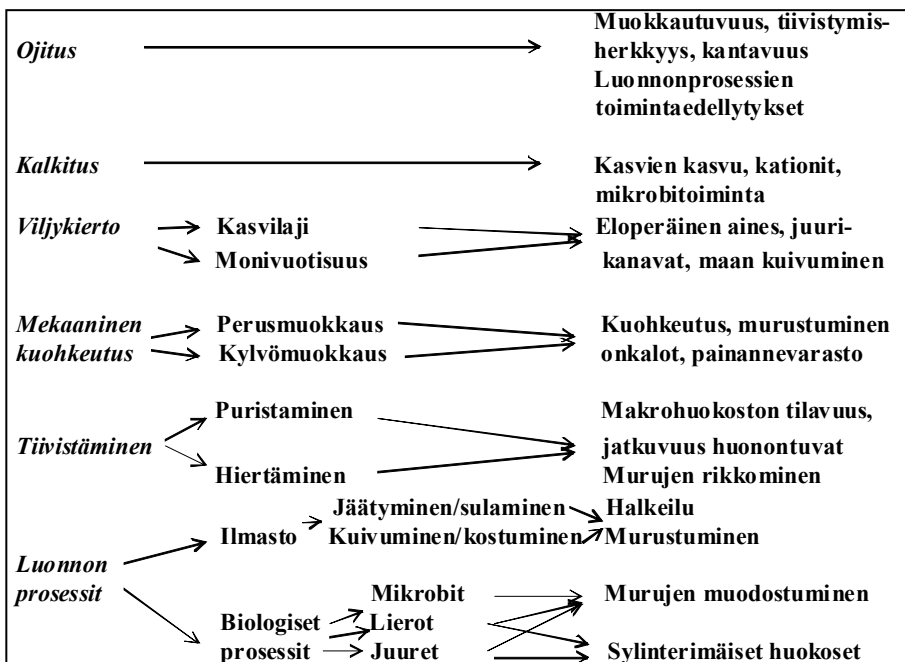 Ojitus
Muokkautuvuus, tiivistymis-
herkkyys, kantavuus
Luonnonprosessien
toimintaedellytykset
Kalkitus
Kasvien kasvu, kationit,
mikrobitoiminta
Viljykierto
Kasvilaji
Monivuotisuus
Eloperäinen aines, juuri-
kanavat, maan kuivuminen
Mekaaninen
kuohkeutus
Perusmuokkaus
Kylvömuokkaus
Kuohkeutus, murustuminen
onkalot, painannevarasto
Tiivistäminen
Puristaminen
Hiertäminen
Makrohuokoston tilavuus,
jatkuvuus huonontuvat
Murujen rikkominen
Luonnon
prosessit
Ilmasto
Jäätyminen/sulaminen
Kuivuminen/kostuminen
Halkeilu
Murustuminen
Biologiset
prosessit
Mikrobit
Lierot
Juuret
Murujen muodostuminen
Sylinterimäiset huokoset